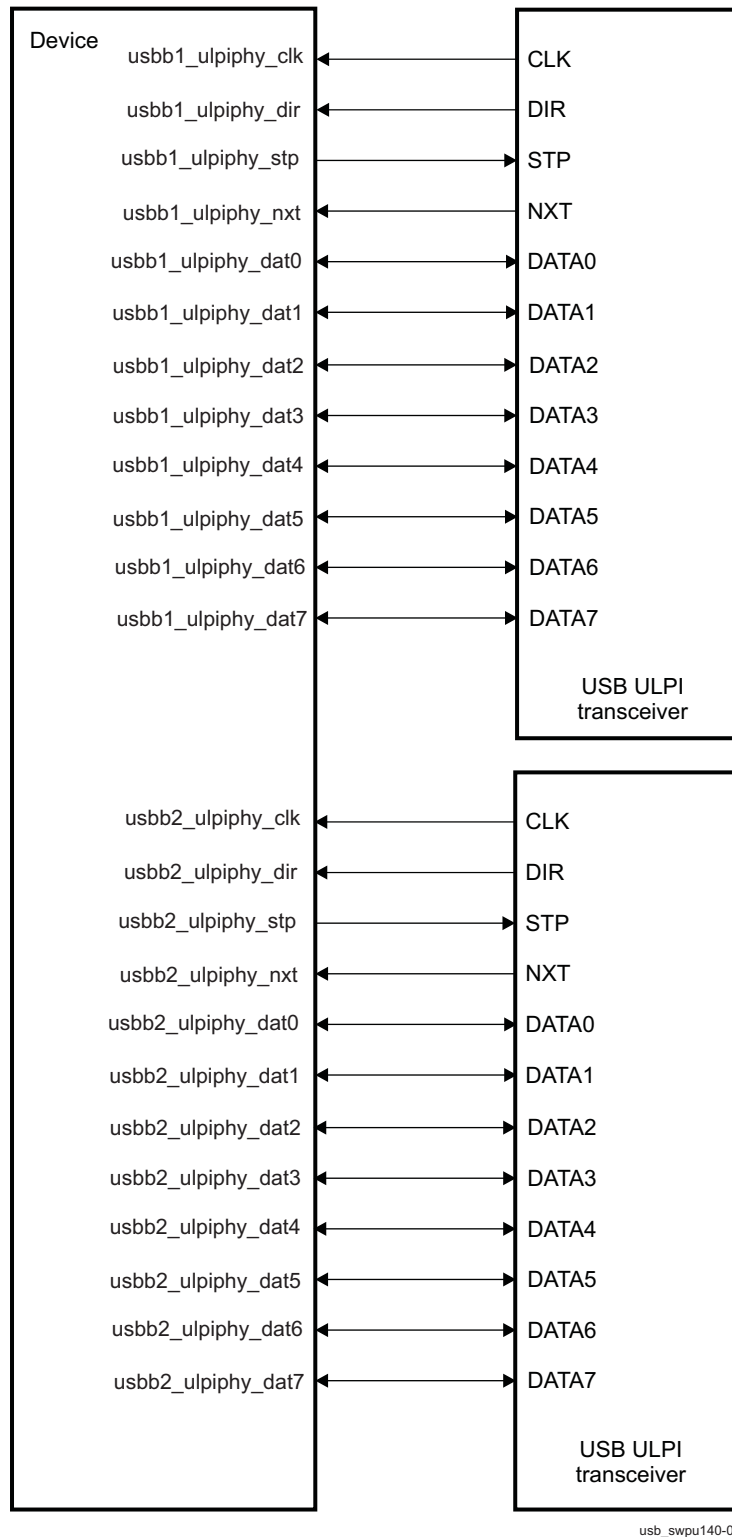 Device
usbb1_ulpiphy_clk CLK
usbb1_ulpiphy_dir DIR
usbb1_ulpiphy_stp STP
usbb1_ulpiphy_nxt NXT
usbb1_ulpiphy_dat0 DATA0
usbb1_ulpiphy_dat1 DATA1
usbb1_ulpiphy_dat2 DATA2
usbb1_ulpiphy_dat3 DATA3
usbb1_ulpiphy_dat4 DATA4
usbb1_ulpiphy_dat5 DATA5
usbb1_ulpiphy_dat6 DATA6
usbb1_ulpiphy_dat7 DATA7
USB ULPI
transceiver
usbb2_ulpiphy_clk CLK
usbb2_ulpiphy_dir DIR
usbb2_ulpiphy_stp STP
usbb2_ulpiphy_nxt NXT
usbb2_ulpiphy_dat0 DATA0
usbb2_ulpiphy_dat1 DATA1
usbb2_ulpiphy_dat2 DATA2
usbb2_ulpiphy_dat3 DATA3
usbb2_ulpiphy_dat4 DATA4
usbb2_ulpiphy_dat5 DATA5
usbb2_ulpiphy_dat6 DATA6
usbb2_ulpiphy_dat7 DATA7
USB ULPI
transceiver